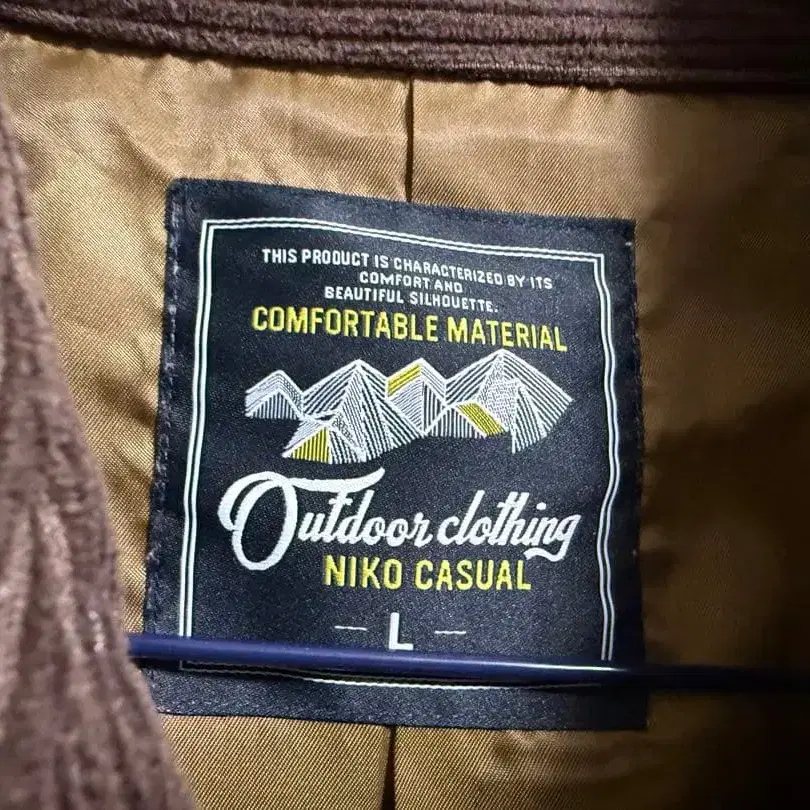 THIS PRODUCT IS CHARACTERIZED BY ITS
COMFORT AND
BEAUTIFUL SILHOUETTE.
COMFORTABLE MATERIAL
Outdoor clothing
NIKO CASUAL
— L —